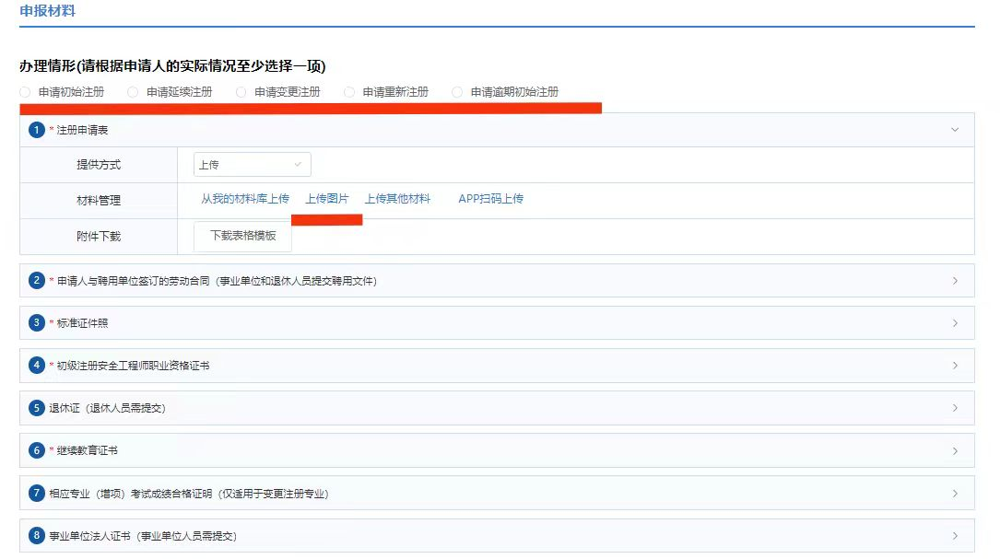 申报材料
办理情形(请根据申请人的实际情况至少选择一项)
申请初始注册 申请延续注册 申请变更注册 申请重新注册 申请逾期初始注册
1 * 注册申请表
提供方式 上传
材料管理 从我的材料库上传 上传图片 上传其他材料 APP扫码上传
附件下载 下载表格模板
2 * 申请人与聘用单位签订的劳动合同（事业单位和退休人员提交聘用文件）
3 * 标准证件照
4 * 初级注册安全工程师职业资格证书
5 退休证（退休人员需提交）
6 * 继续教育证书
7 相应专业（增项）考试成绩合格证明（仅适用于变更注册专业）
8 事业单位法人证书（事业单位人员需提交）